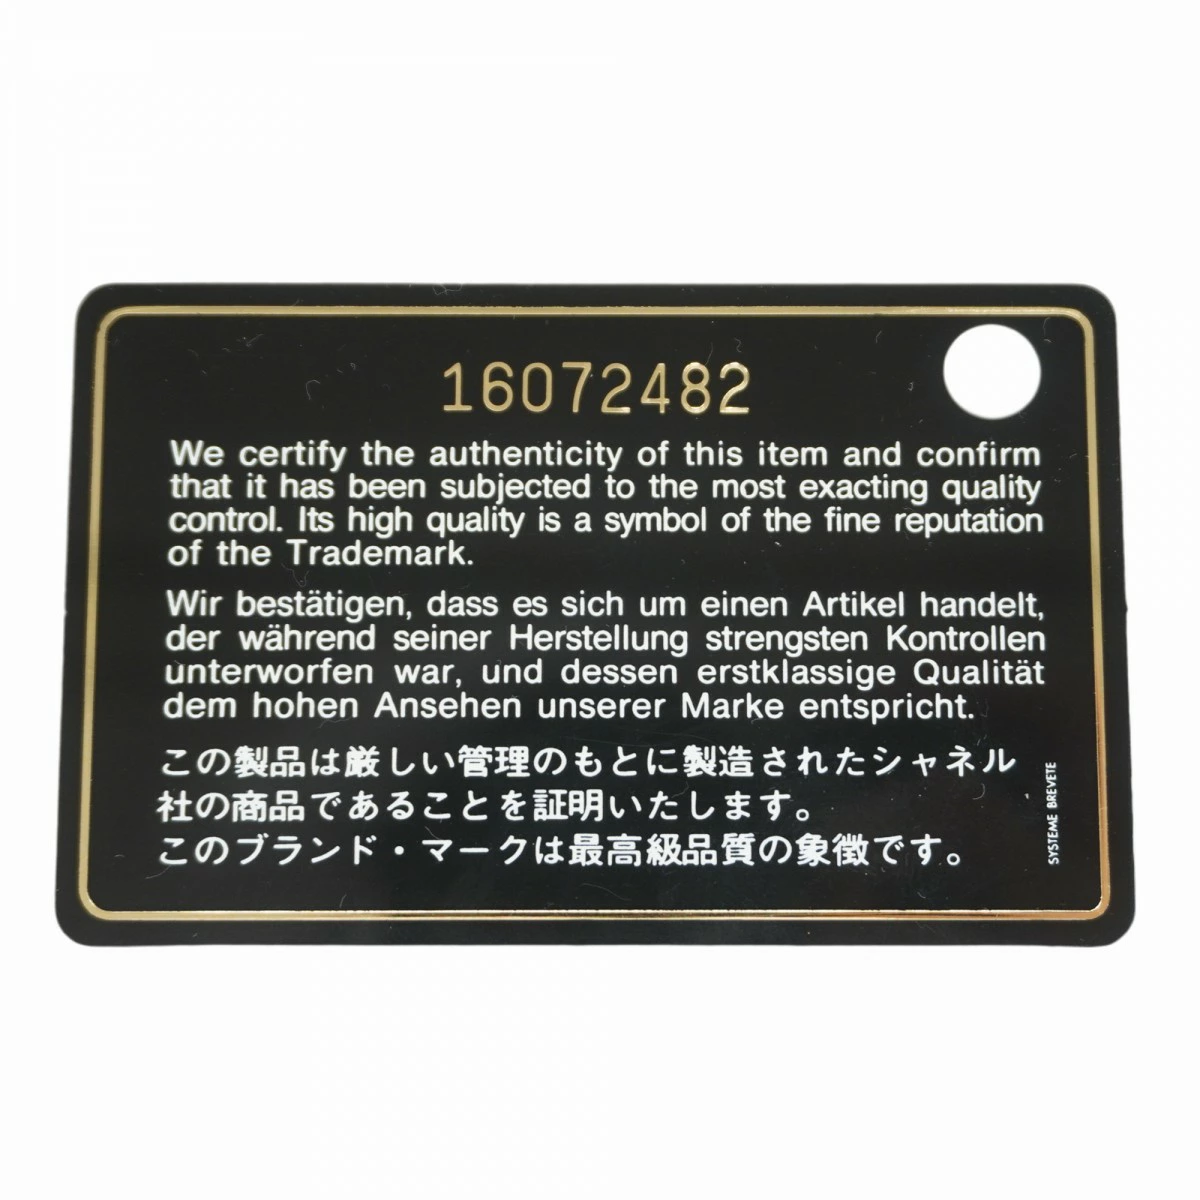 16072482
We certify the authenticity of this item and confirm
that it has been subjected to the most exacting quality
control. Its high quality is a symbol of the fine reputation
of the Trademark.
Wir bestätigen, dass es sich um einen Artikel handelt,
der während seiner Herstellung strengsten Kontrollen
unterworfen war, und dessen erstklassige Qualität
dem hohen Ansehen unserer Marke entspricht.
この製品は厳しい管理のもとに製造されたシャネル
社の商品であることを証明いたします。
このブランド・マークは最高級品質の象徴です。
SYSTEME BREVETE